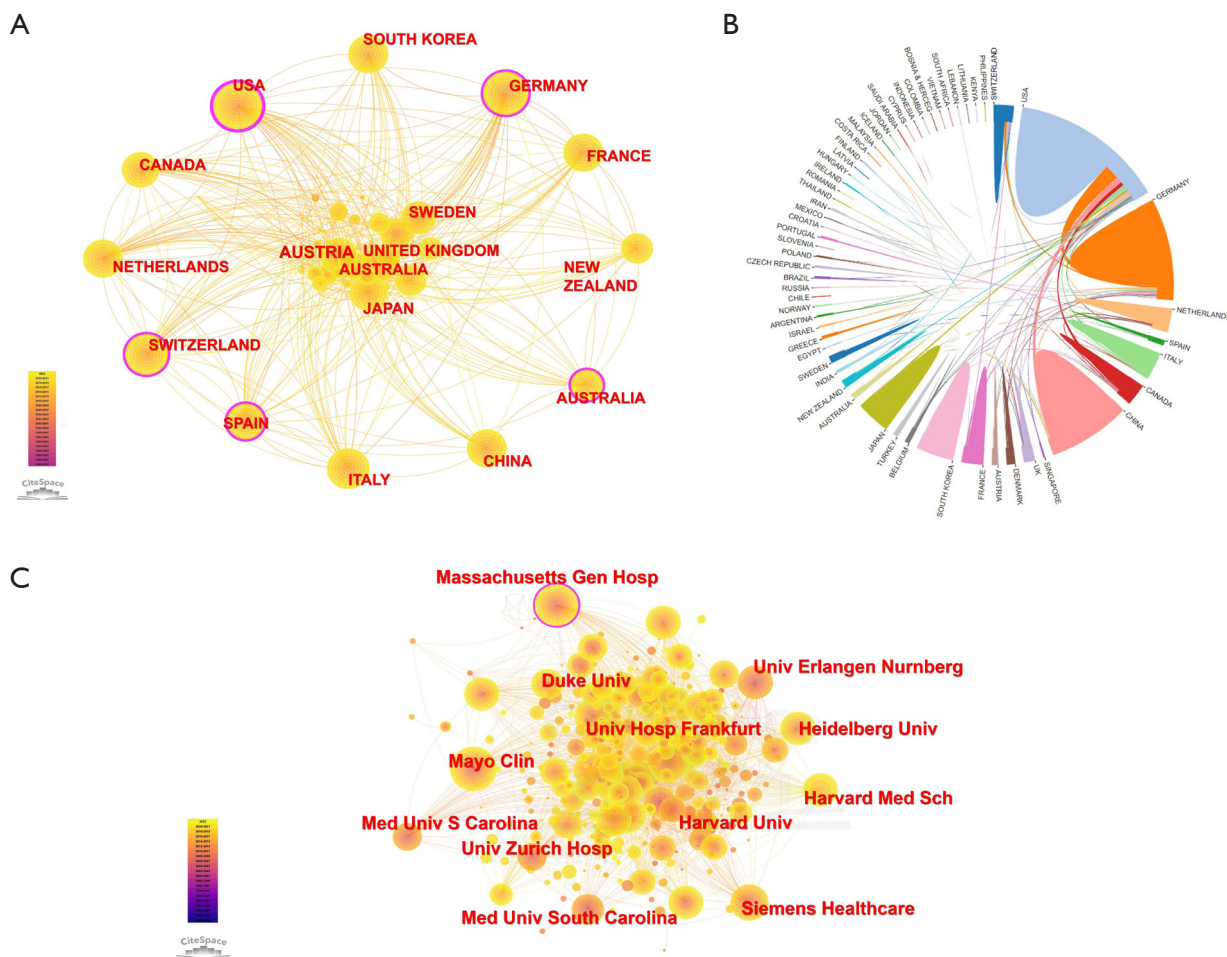 A
SOUTH KOREA
USA
GERMANY
CANADA
FRANCE
SWEDEN
AUSTRIA
UNITED KINGDOM
NETHERLANDS
AUSTRALIA
NEW
ZEALAND
JAPAN
SWITZERLAND
AUSTRALIA
SPAIN
CHINA
ITALY
CiteSpace
B
SWITZERLAND
USA
GERMANY
NETHERLANDS
SPAIN
ITALY
CANADA
CHINA
SINGAPORE
UK
DENMARK
AUSTRIA
FRANCE
SOUTH KOREA
BELGIUM
TURKEY
JAPAN
AUSTRALIA
NEW ZEALAND
INDIA
SWEDEN
EGYPT
GREECE
ISRAEL
ARGENTINA
NORWAY
CHILE
RUSSIA
BRAZIL
CZECH REPUBLIC
POLAND
SLOVENIA
PORTUGAL
CROATIA
MEXICO
IRAN
THAILAND
ROMANIA
IRELAND
HUNGARY
LATVIA
FINLAND
COSTA RICA
MALAYSIA
ICELAND
JORDAN
SAUDI ARABIA
CYPRUS
INDONESIA
COLOMBIA
BOSNIA & HERCEG
VIETNAM
SOUTH AFRICA
LEBANON
LITHUANIA
KENYA
PHILIPPINES
C
Massachusetts Gen Hosp
Duke Univ
Univ Erlangen Nurnberg
Univ Hosp Frankfurt
Heidelberg Univ
Mayo Clin
Harvard Med Sch
Med Univ S Carolina
Harvard Univ
Univ Zurich Hosp
Med Univ South Carolina
Siemens Healthcare
CiteSpace